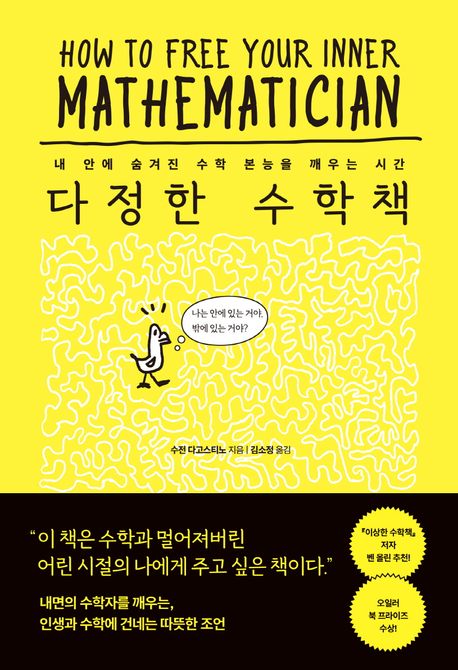 HOW TO FREE YOUR INNER
MATHEMATICIAN
내 안에 숨겨진 수학 본능을 깨우는 시간
다정한 수학책
나는 안에 있는 거야,
밖에 있는 거야?
수전 다고스티노 지음 | 김소정 옮김
“이 책은 수학과 멀어져버린
어린 시절의 나에게 주고 싶은 책이다.”
내면의 수학자를 깨우는,
인생과 수학에 건네는 따뜻한 조언
『이상한 수학책』
저자
벤 올린 추천!
오일러
북 프라이즈
수상!